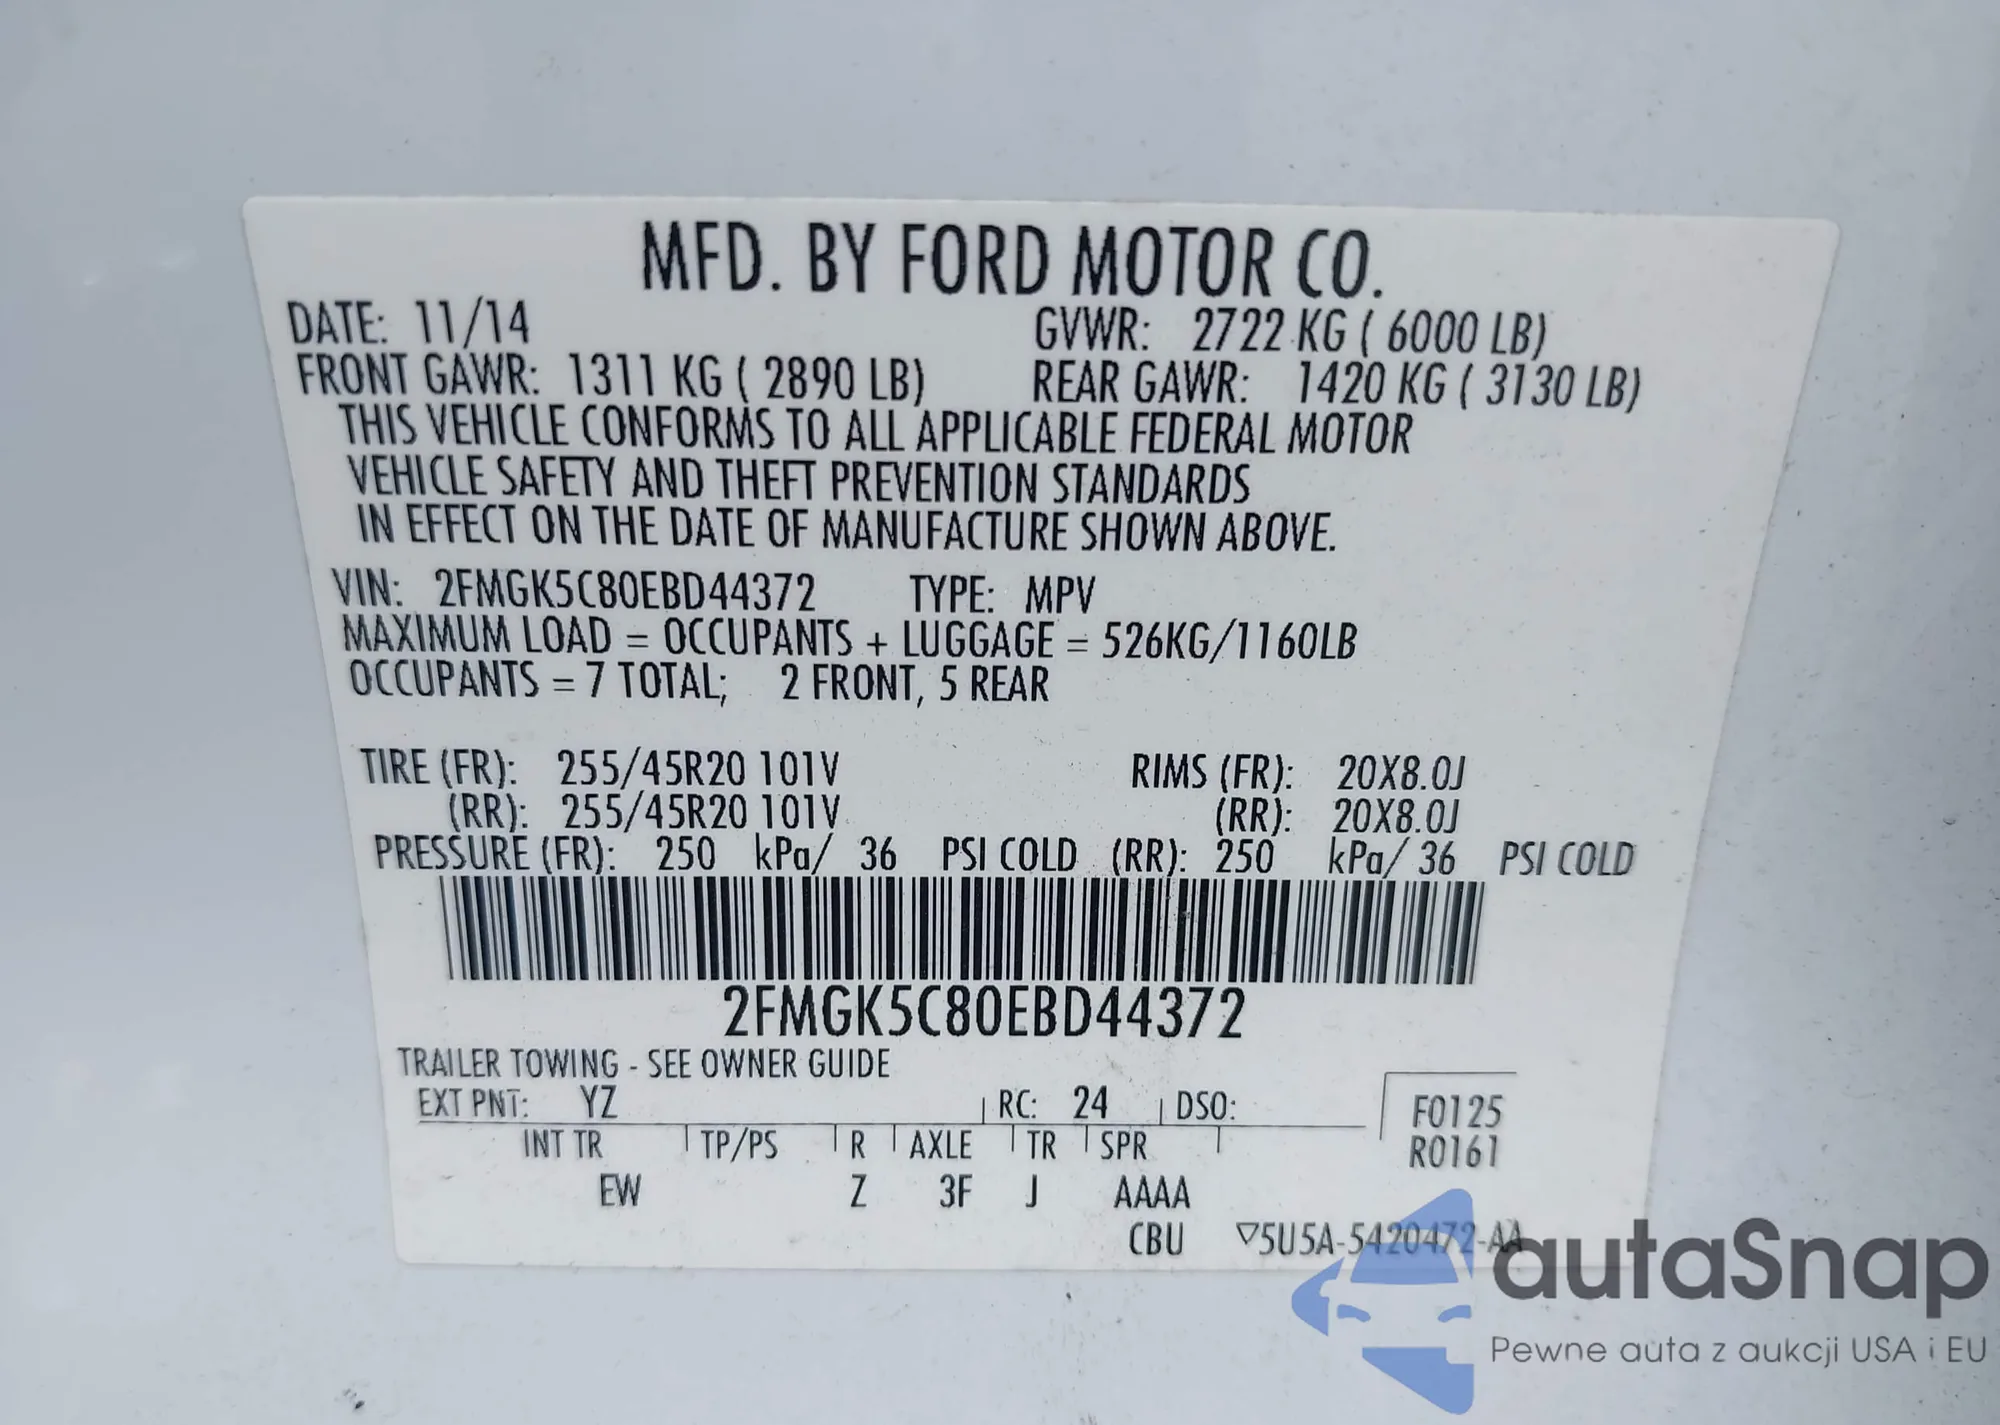 MFD. BY FORD MOTOR CO.
DATE: 11/14 GVWR: 2722 KG ( 6000 LB)
FRONT GAWR: 1311 KG ( 2890 LB) REAR GAWR: 1420 KG ( 3130 LB)
THIS VEHICLE CONFORMS TO ALL APPLICABLE FEDERAL MOTOR
VEHICLE SAFETY AND THEFT PREVENTION STANDARDS
IN EFFECT ON THE DATE OF MANUFACTURE SHOWN ABOVE.
VIN: 2FMGK5C80EBD44372 TYPE: MPV
MAXIMUM LOAD = OCCUPANTS + LUGGAGE = 526KG/1160LB
OCCUPANTS = 7 TOTAL; 2 FRONT, 5 REAR
TIRE (FR): 255/45R20 101V RIMS (FR): 20X8.0J
(RR): 255/45R20 101V (RR): 20X8.0J
PRESSURE (FR): 250 kPa/ 36 PSI COLD (RR): 250 kPa/ 36 PSI COLD
2FMGK5C80EBD44372
TRAILER TOWING - SEE OWNER GUIDE
EXT PNT: YZ RC: 24 DSO: F0125
INT TR TP/PS R AXLE TR SPR R0161
EW Z 3F J AAAA
CBU ▽5U5A-5420472-AA
autaSnap
Pewne auta z aukcji USA i EU